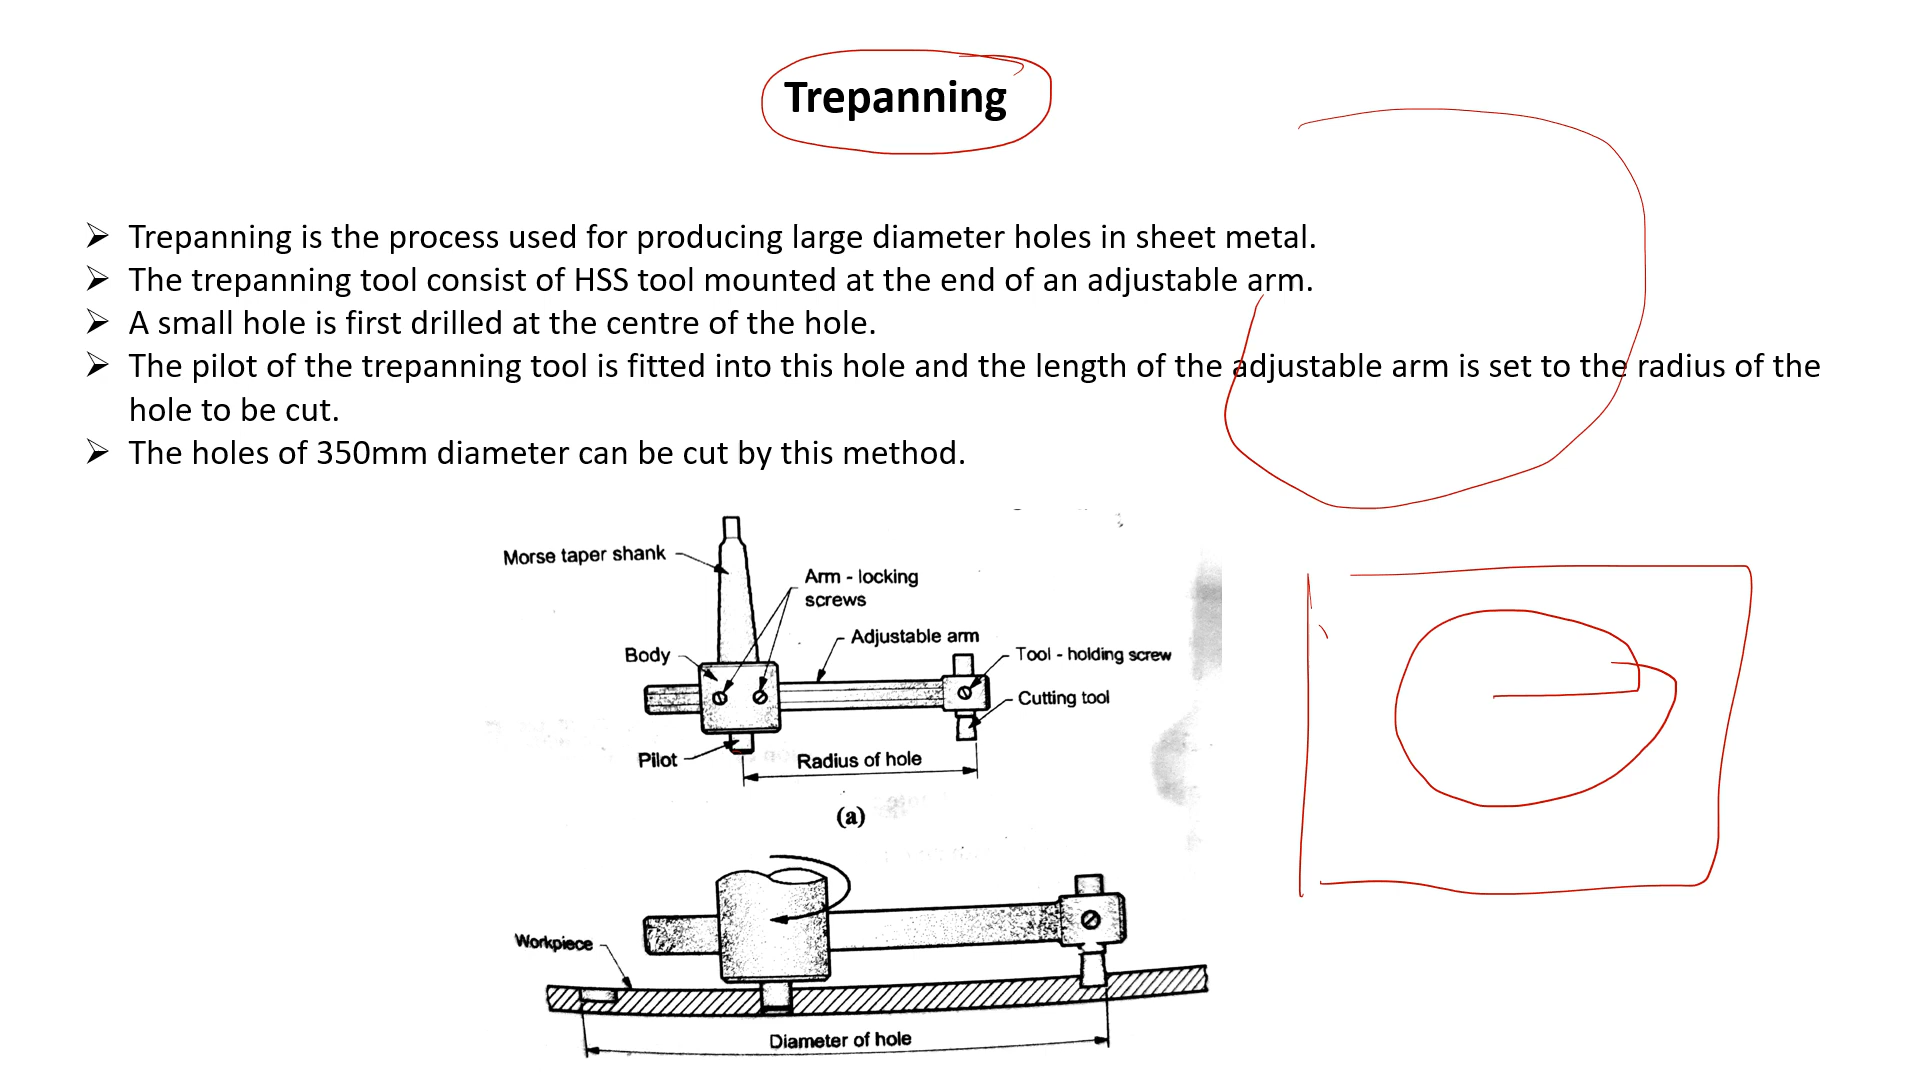 Trepanning
➢ Trepanning is the process used for producing large diameter holes in sheet metal.
➢ The trepanning tool consist of HSS tool mounted at the end of an adjustable arm.
➢ A small hole is first drilled at the centre of the hole.
➢ The pilot of the trepanning tool is fitted into this hole and the length of the adjustable arm is set to the radius of the
hole to be cut.
➢ The holes of 350mm diameter can be cut by this method.
Morse taper shank
Arm - locking
screws
Adjustable arm
Body
Tool - holding screw
Cutting tool
Pilot
Radius of hole
(a)
Workpiece
Diameter of hole